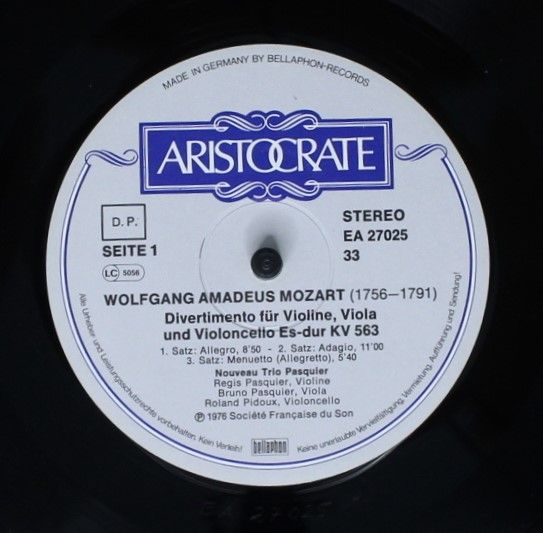 MADE IN GERMANY BY BELLAPHON-RECORDS
ARISTOCRATE
D.P.
SEITE 1
LC 5056
STEREO
EA 27025
33
WOLFGANG AMADEUS MOZART (1756—1791)
Divertimento für Violine, Viola
und Violoncello Es-dur KV 563
1. Satz: Allegro, 8'50 - 2. Satz: Adagio, 11'00
3. Satz: Menuetto (Allegretto), 5'40
Nouveau Trio Pasquier
Regis Pasquier, Violine
Bruno Pasquier, Viola
Roland Pidoux, Violoncello
Ⓟ 1976 Société Française du Son
bellaphon
Alle Urheber und Leistungsschutzrechte vorbehalten. Kein Verleih! Keine unerlaubte Vervielfältigung, Vermietung, Aufführung und Sendung!
EA 27025